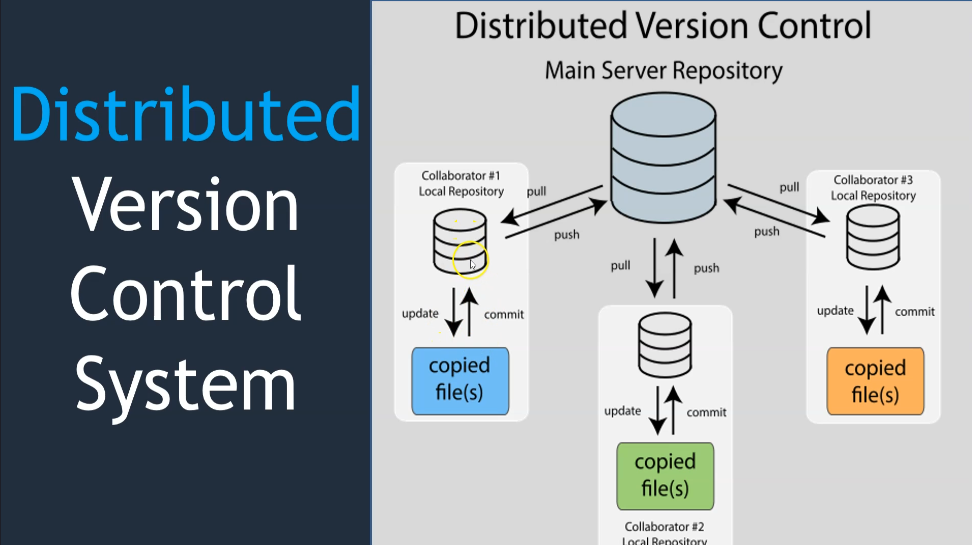 Distributed
Version
Control
System
Distributed Version Control
Main Server Repository
Collaborator #1
Local Repository
pull
push
update
commit
copied
file(s)
pull
push
update
commit
copied
file(s)
Collaborator #2
Local Repository
Collaborator #3
Local Repository
pull
push
update
commit
copied
file(s)